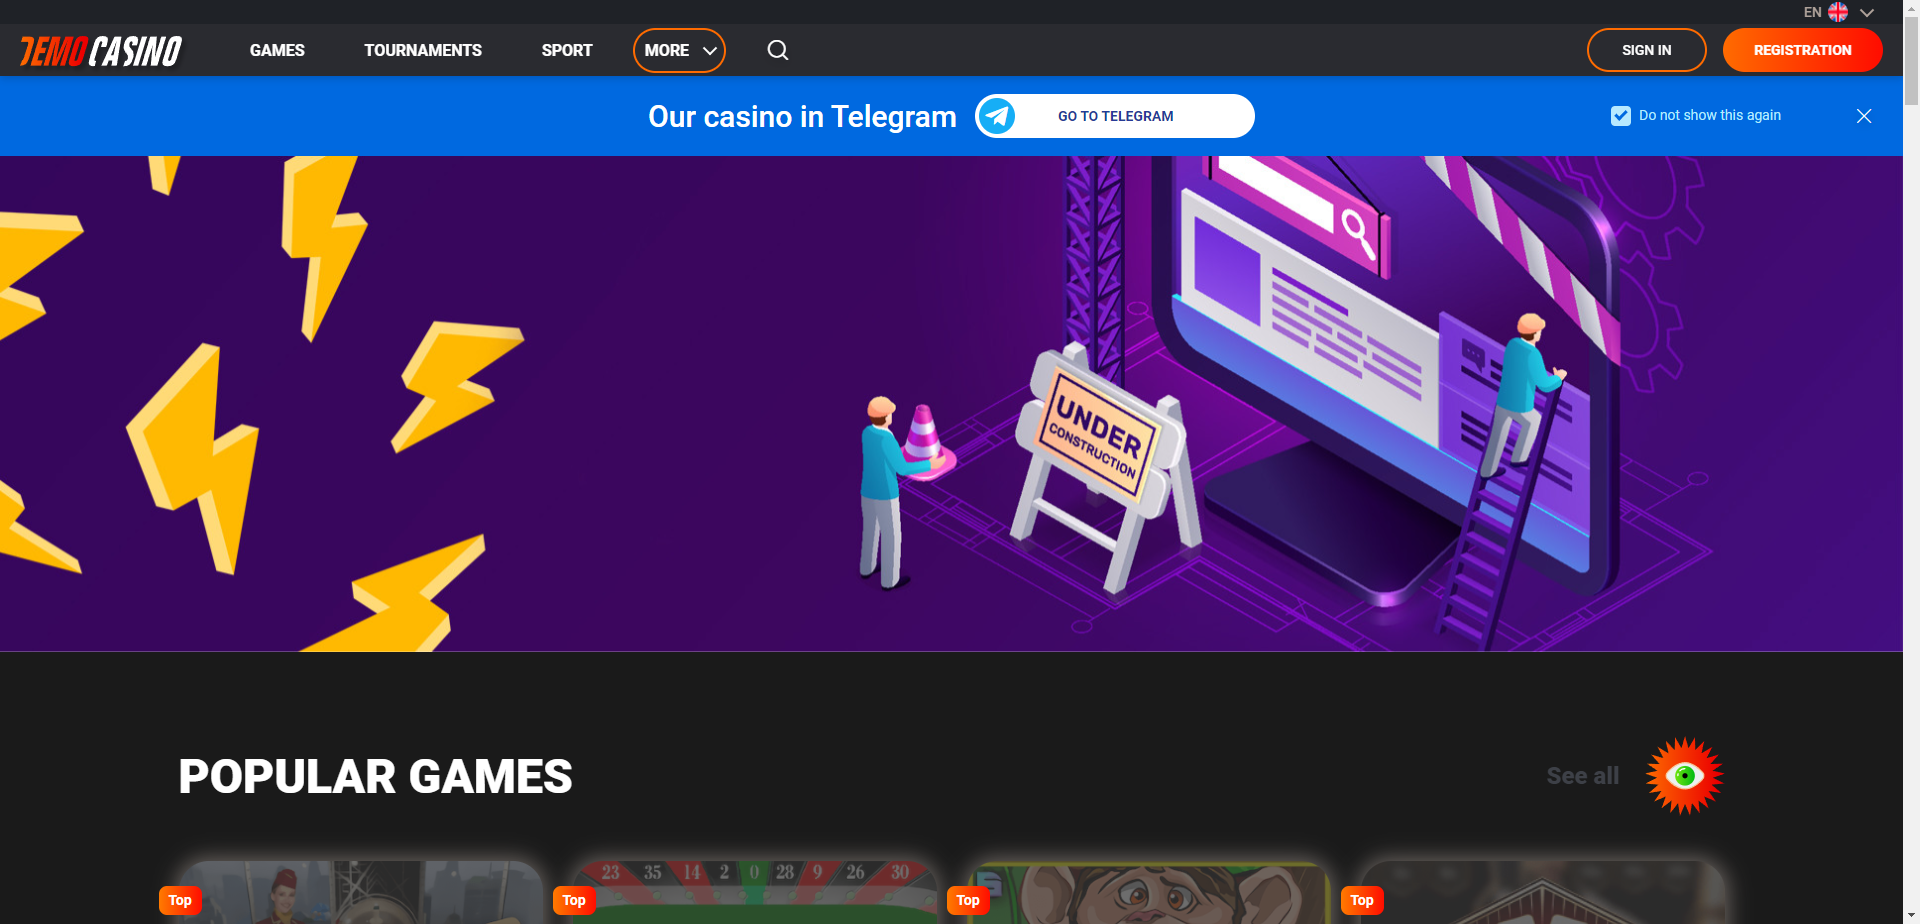 EN
DEMO CASINO
GAMES
TOURNAMENTS
SPORT
MORE
SIGN IN
REGISTRATION
Our casino in Telegram
GO TO TELEGRAM
Do not show this again
UNDER
CONSTRUCTION
POPULAR GAMES
See all
23 35 14 2 0 28 9 26 30
Top
Top
Top
Top